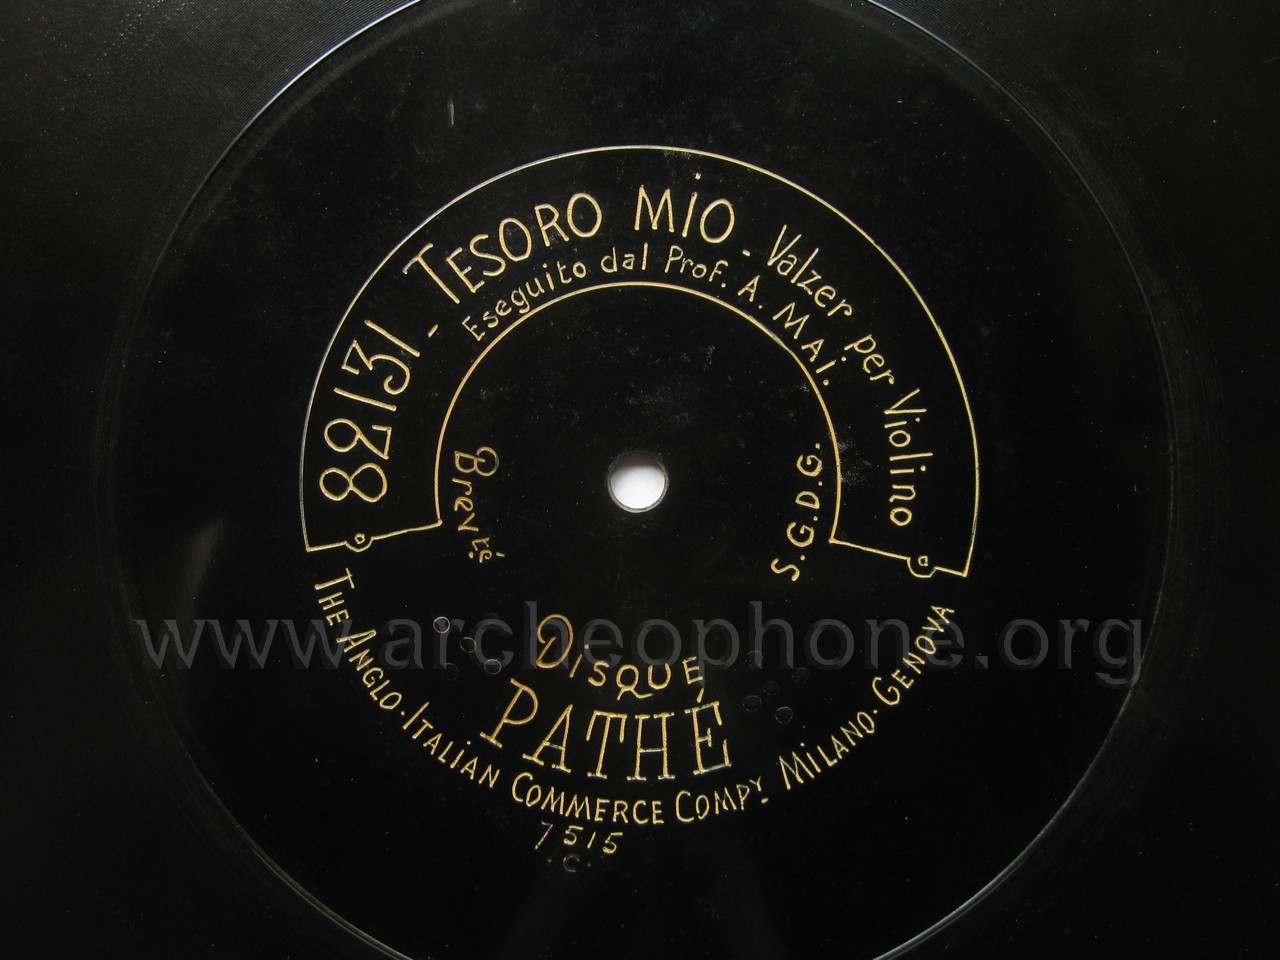 82131 - TESORO MIO - Valzer per Violino
Eseguito dal Prof. A. MAI.
Breveté S.G.D.G.
DISQUE
PATHÉ
THE ANGLO-ITALIAN COMMERCE COMPY. MILANO-GENOVA
7515
.C.
www.archeophone.org